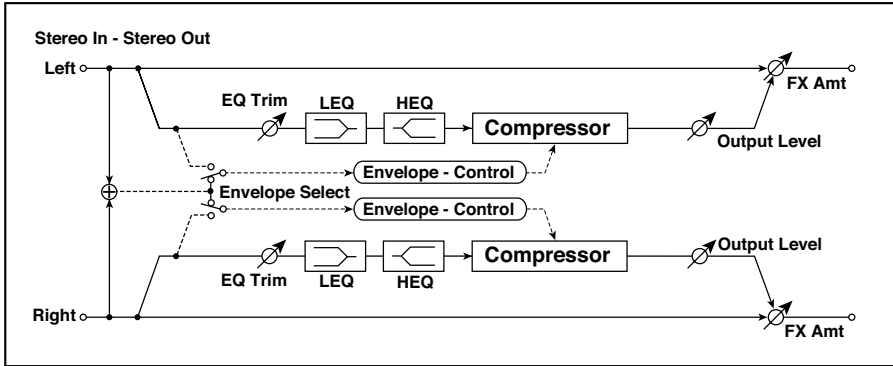 Stereo In - Stereo Out
Left
FX Amt
EQ Trim
LEQ
HEQ
Compressor
Output Level
Envelope - Control
Envelope Select
Envelope - Control
EQ Trim
LEQ
HEQ
Compressor
Output Level
Right
FX Amt